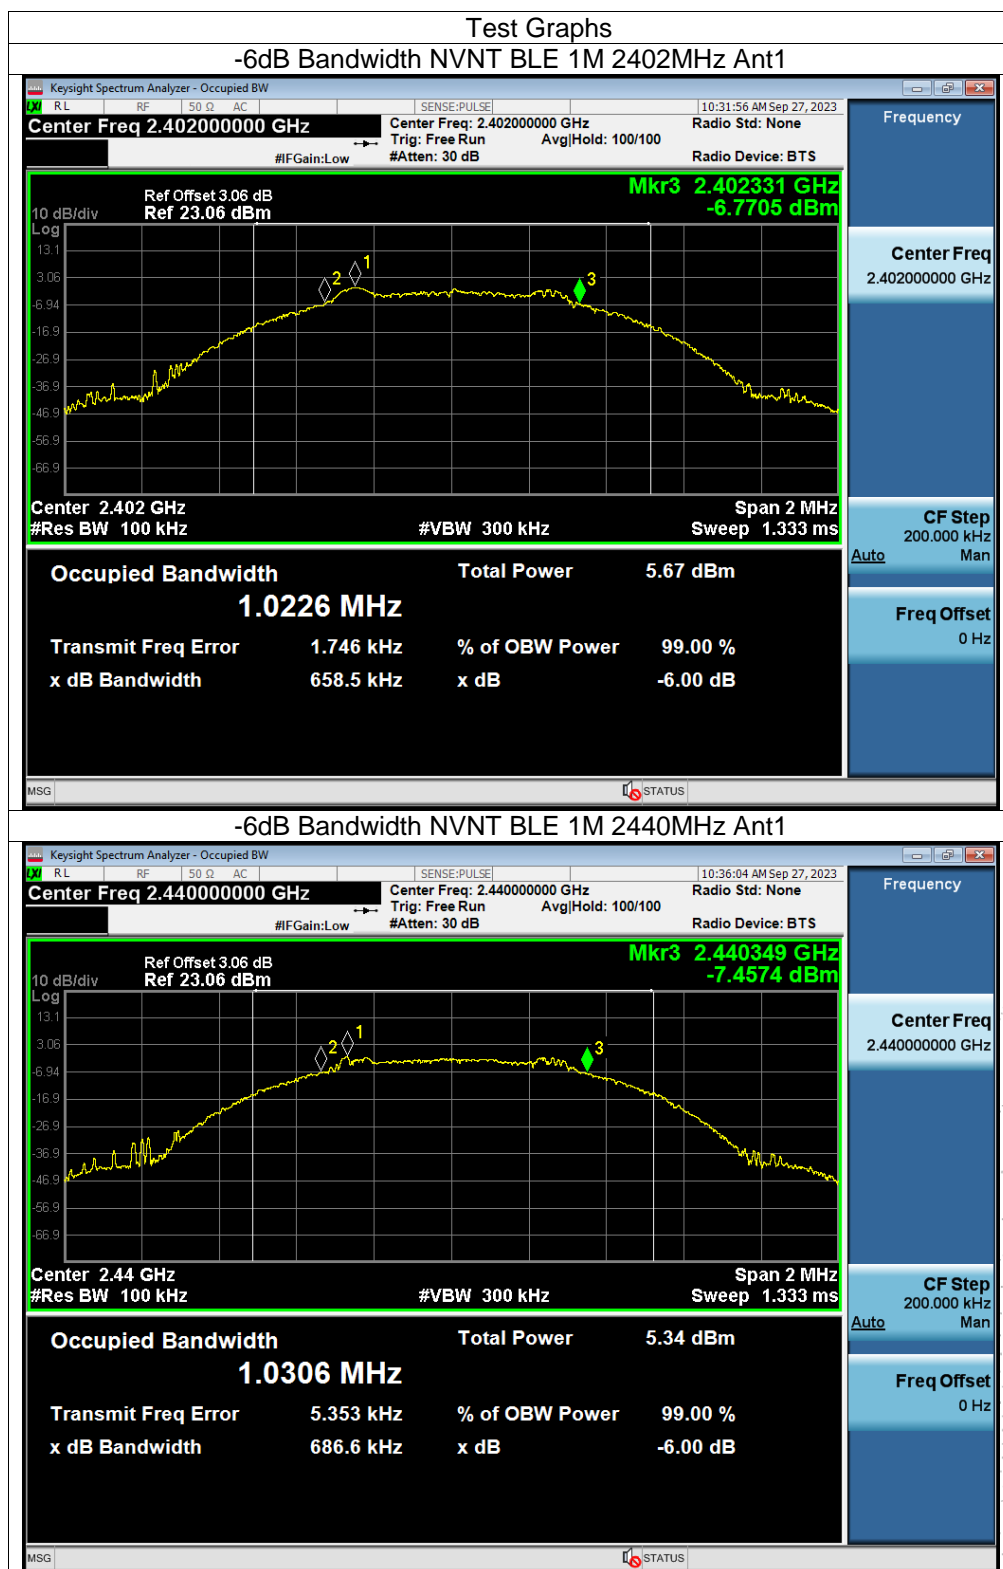 Test Graphs
-6dB Bandwidth NVNT BLE 1M 2402MHz Ant1
Keysight Spectrum Analyzer - Occupied BW
LXI RL RF 50 Ω AC SENSE:PULSE 10:31:56 AM Sep 27, 2023
Center Freq 2.402000000 GHz Center Freq: 2.402000000 GHz Radio Std: None
Trig: Free Run Avg|Hold: 100/100
#IFGain:Low #Atten: 30 dB Radio Device: BTS
Frequency
Mkr3 2.402331 GHz
-6.7705 dBm
Ref Offset 3.06 dB
10 dB/div Ref 23.06 dBm
Log
13.1
3.06
-6.94
-16.9
-26.9
-36.9
-46.9
-56.9
-66.9
1
2
3
Center 2.402 GHz Span 2 MHz
#Res BW 100 kHz #VBW 300 kHz Sweep 1.333 ms
Center Freq
2.402000000 GHz
CF Step
200.000 kHz
Auto Man
Freq Offset
0 Hz
Occupied Bandwidth Total Power 5.67 dBm
1.0226 MHz
Transmit Freq Error 1.746 kHz % of OBW Power 99.00 %
x dB Bandwidth 658.5 kHz x dB -6.00 dB
MSG STATUS
-6dB Bandwidth NVNT BLE 1M 2440MHz Ant1
Keysight Spectrum Analyzer - Occupied BW
LXI RL RF 50 Ω AC SENSE:PULSE 10:36:04 AM Sep 27, 2023
Center Freq 2.440000000 GHz Center Freq: 2.440000000 GHz Radio Std: None
Trig: Free Run Avg|Hold: 100/100
#IFGain:Low #Atten: 30 dB Radio Device: BTS
Frequency
Mkr3 2.440349 GHz
-7.4574 dBm
Ref Offset 3.06 dB
10 dB/div Ref 23.06 dBm
Log
13.1
3.06
-6.94
-16.9
-26.9
-36.9
-46.9
-56.9
-66.9
1
2
3
Center 2.44 GHz Span 2 MHz
#Res BW 100 kHz #VBW 300 kHz Sweep 1.333 ms
Center Freq
2.440000000 GHz
CF Step
200.000 kHz
Auto Man
Freq Offset
0 Hz
Occupied Bandwidth Total Power 5.34 dBm
1.0306 MHz
Transmit Freq Error 5.353 kHz % of OBW Power 99.00 %
x dB Bandwidth 686.6 kHz x dB -6.00 dB
MSG STATUS